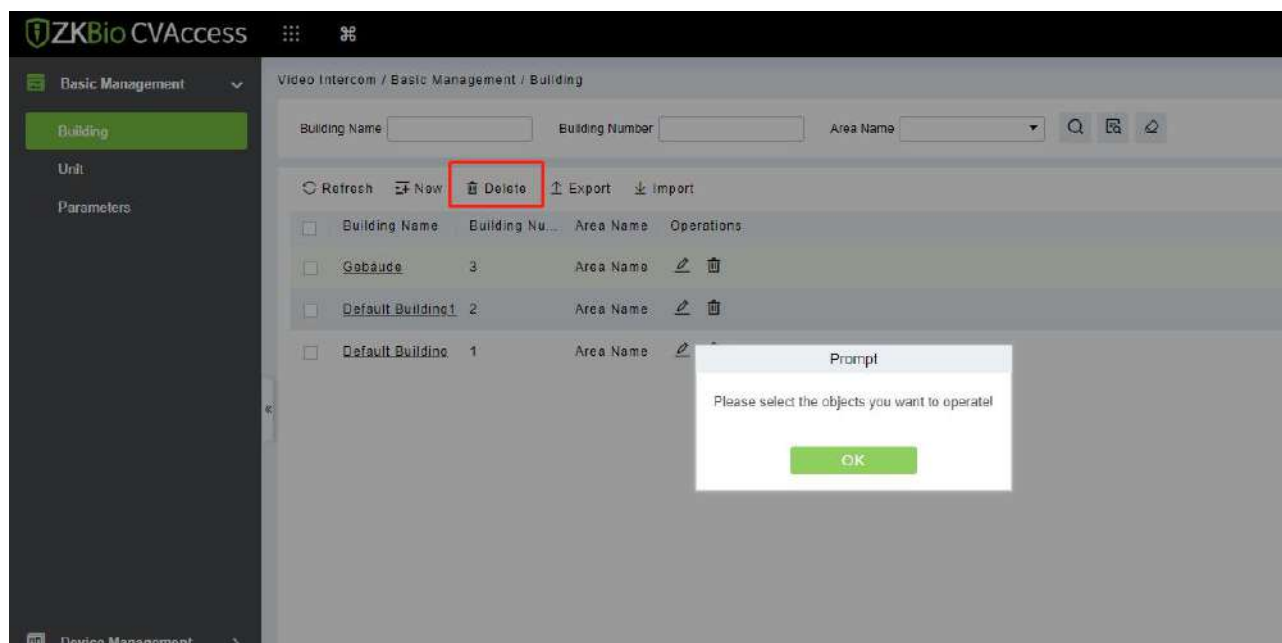 ZKBio CVAccess
Basic Management
Video Intercom / Basic Management / Building
Building
Building Name
Building Number
Area Name
Unit
Refresh New Delete Export Import
Parameters
Building Name Building Nu... Area Name Operations
Gebäude 3 Area Name
Default Building1 2 Area Name
Default Building 1 Area Name
Prompt
Please select the objects you want to operate!
OK
Device Management